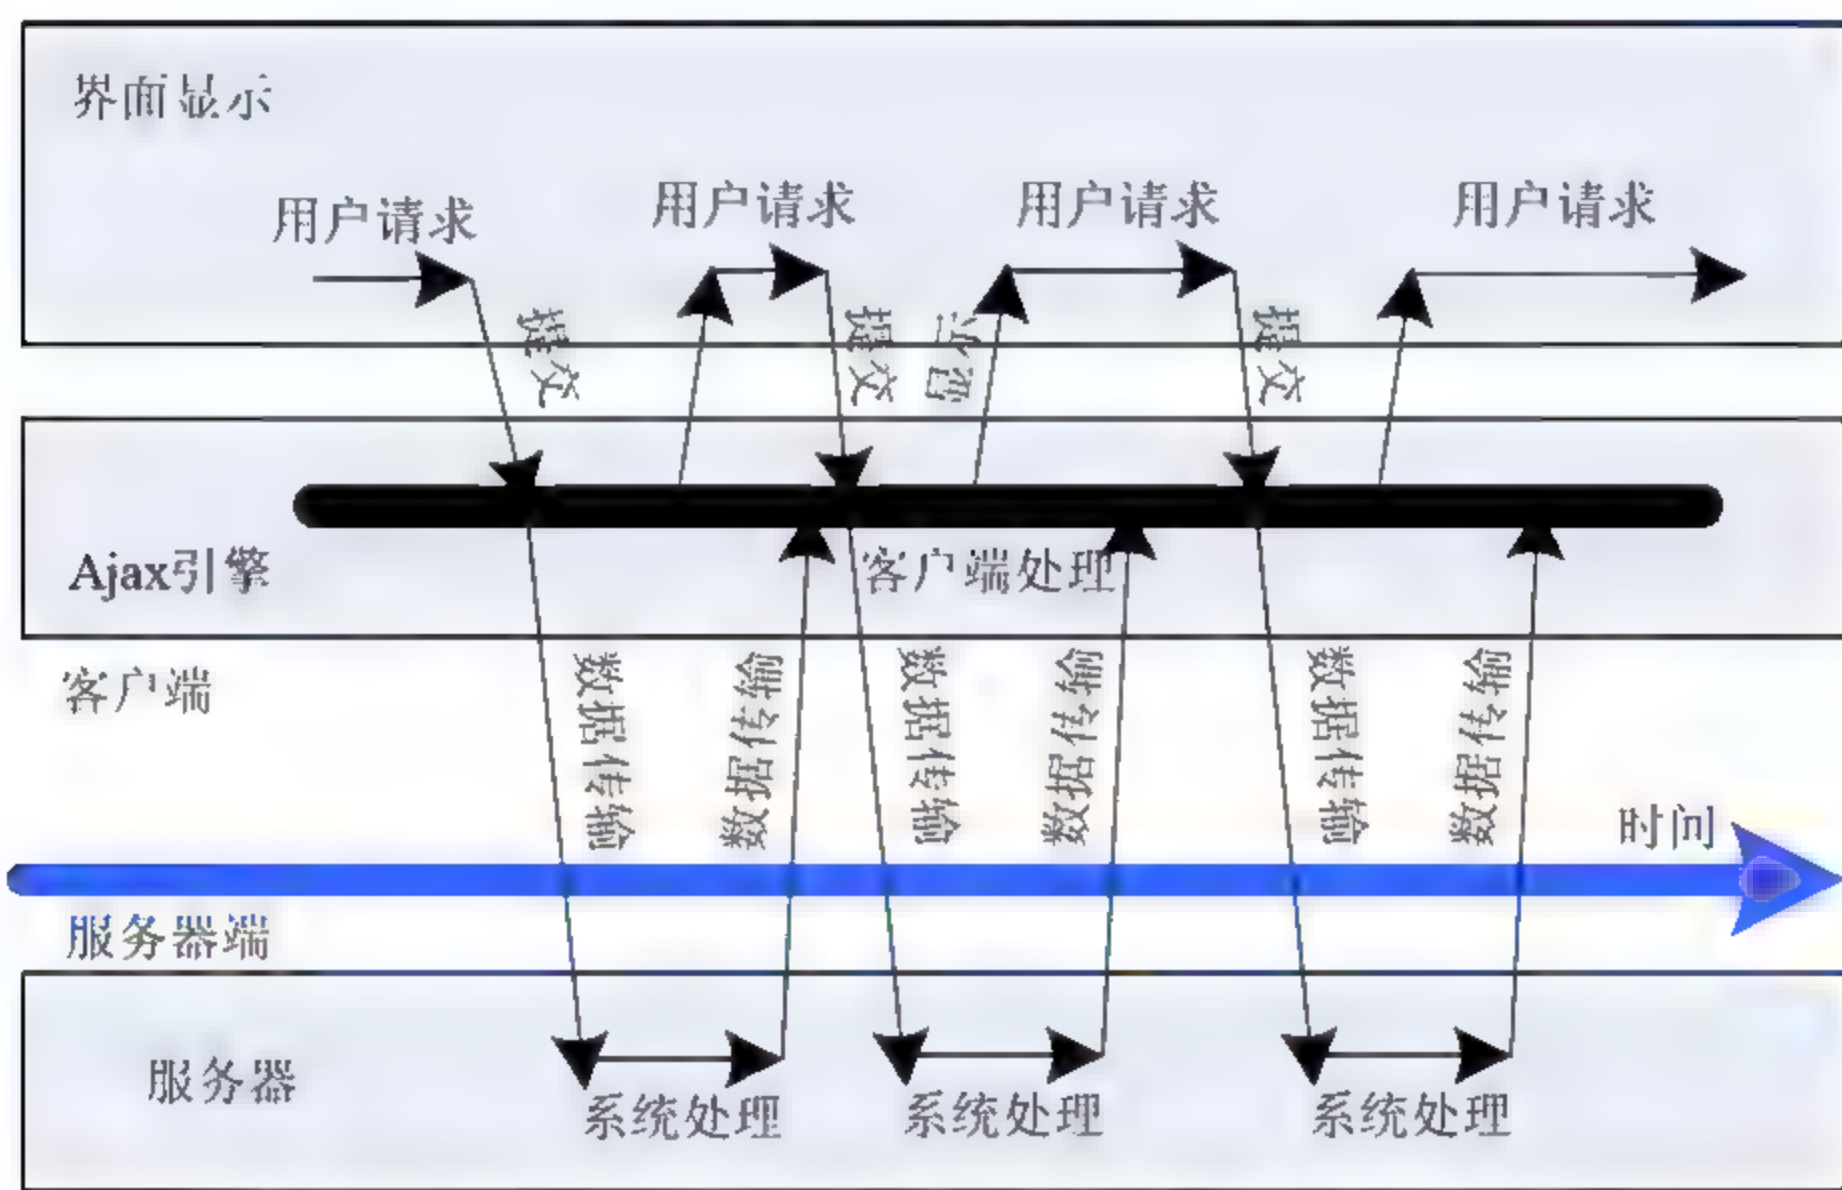 界面显示
用户请求
用户请求
用户请求
用户请求
提交
提交
提交
Ajax引擎
客户端处理
客户端
数据传输
数据传输
数据传输
数据传输
数据传输
数据传输
时间
服务器端
服务器
系统处理
系统处理
系统处理